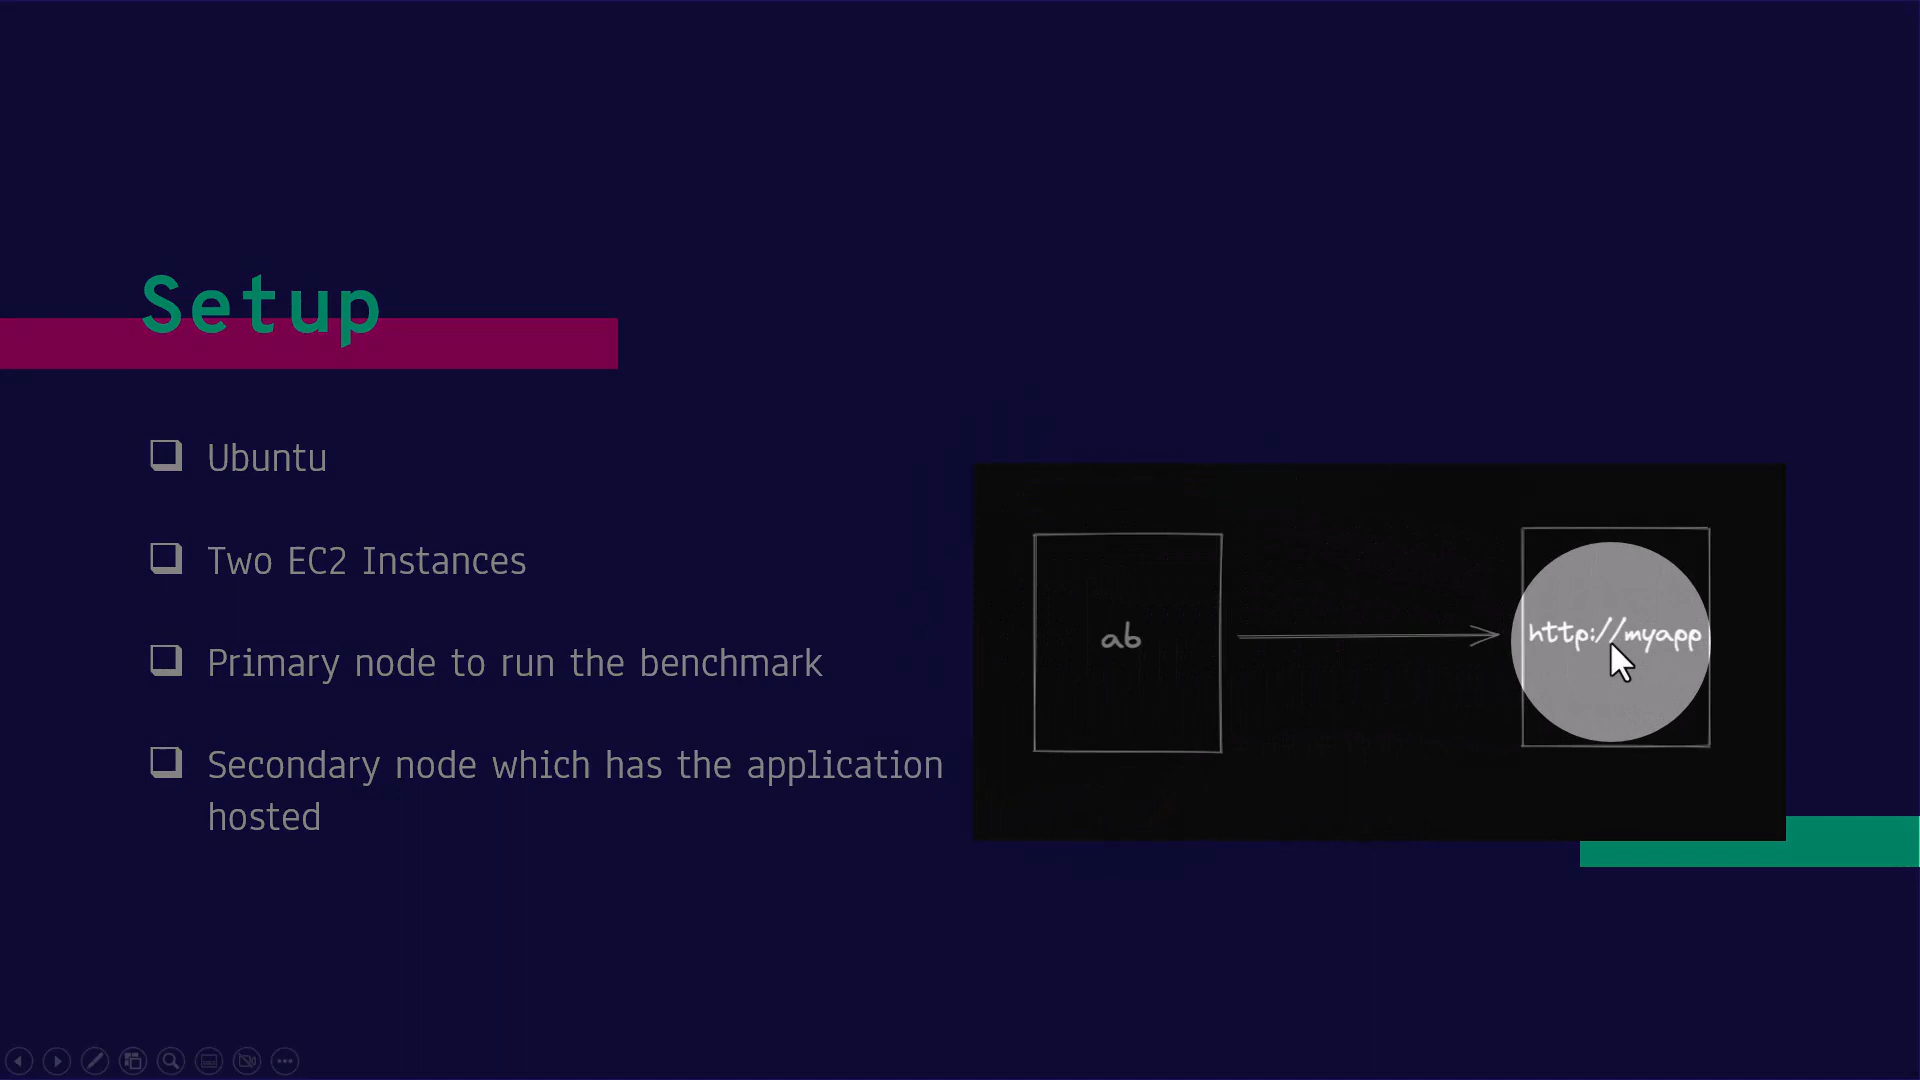 Setup
Ubuntu
Two EC2 Instances
Primary node to run the benchmark
Secondary node which has the application
hosted
ab
http://myapp